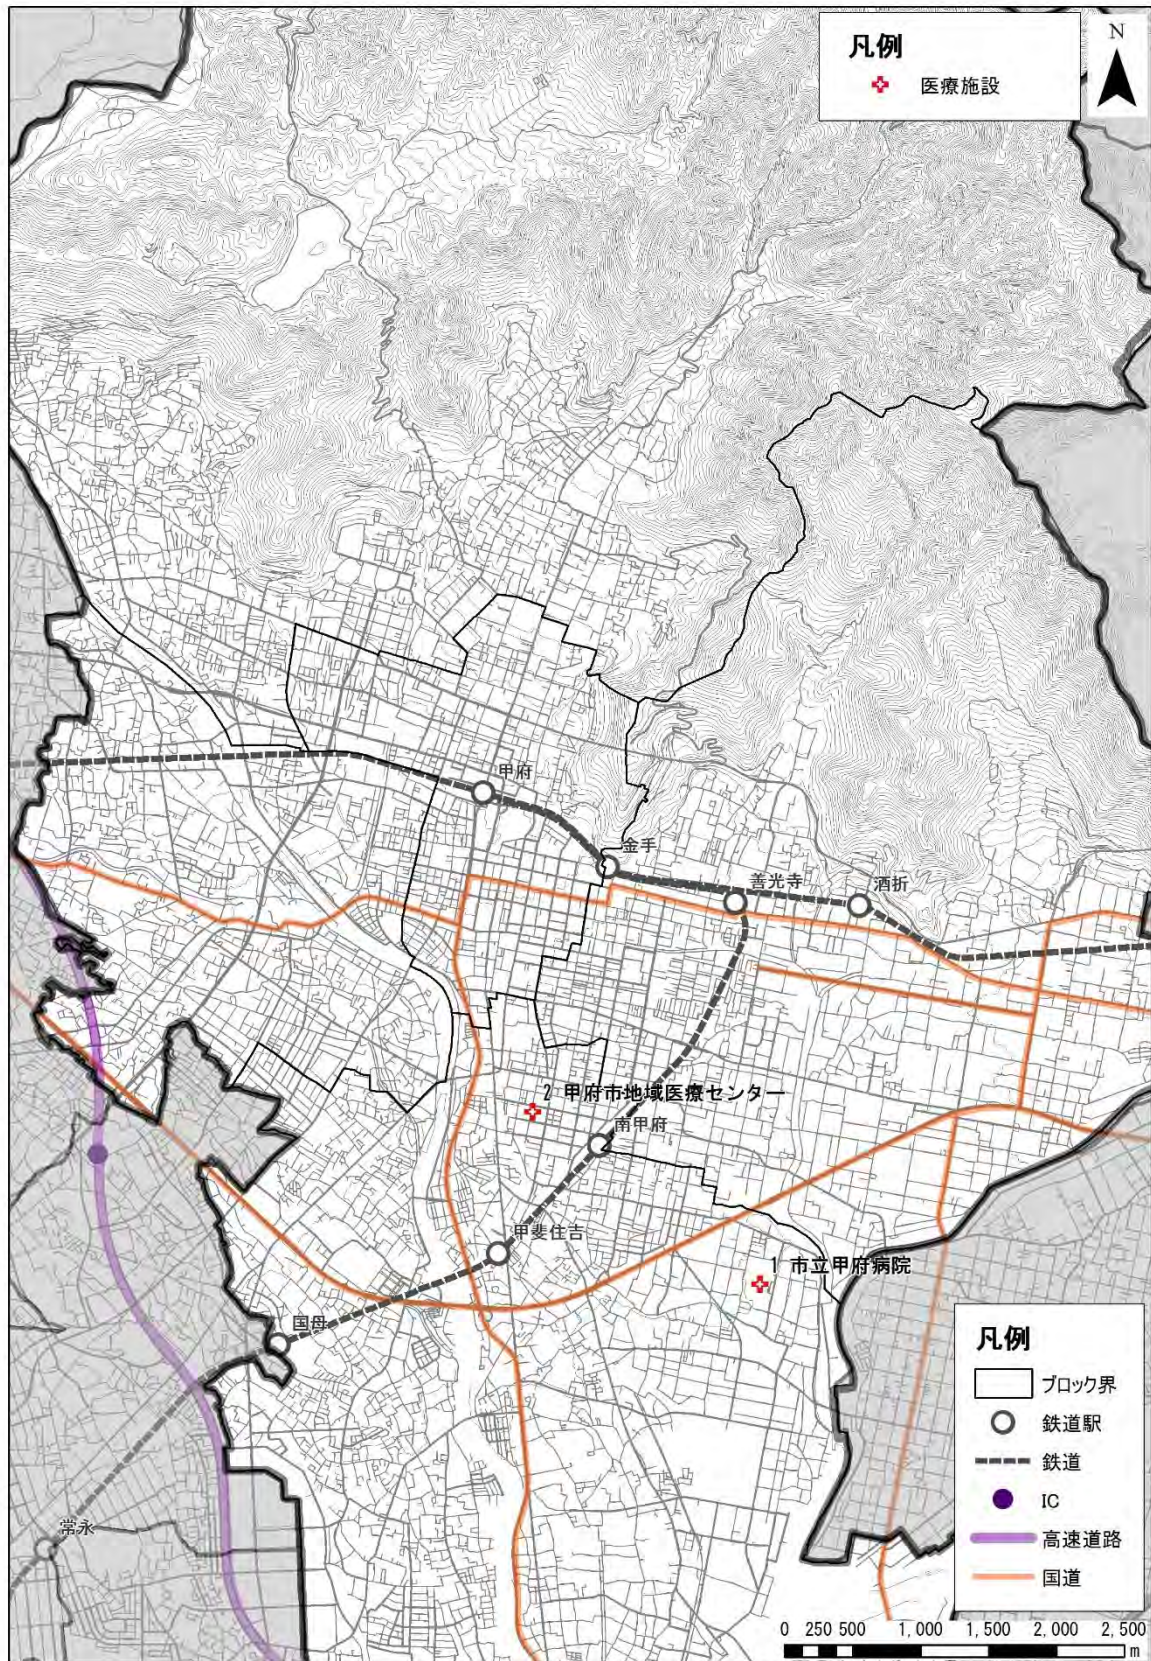 凡例
医療施設
N
甲府
金手
善光寺
酒折
2 甲府市地域医療センター
南甲府
甲斐住吉
1 市立甲府病院
国母
常永
凡例
ブロック界
鉄道駅
鉄道
IC
高速道路
国道
0 250 500 1,000 1,500 2,000 2,500
m